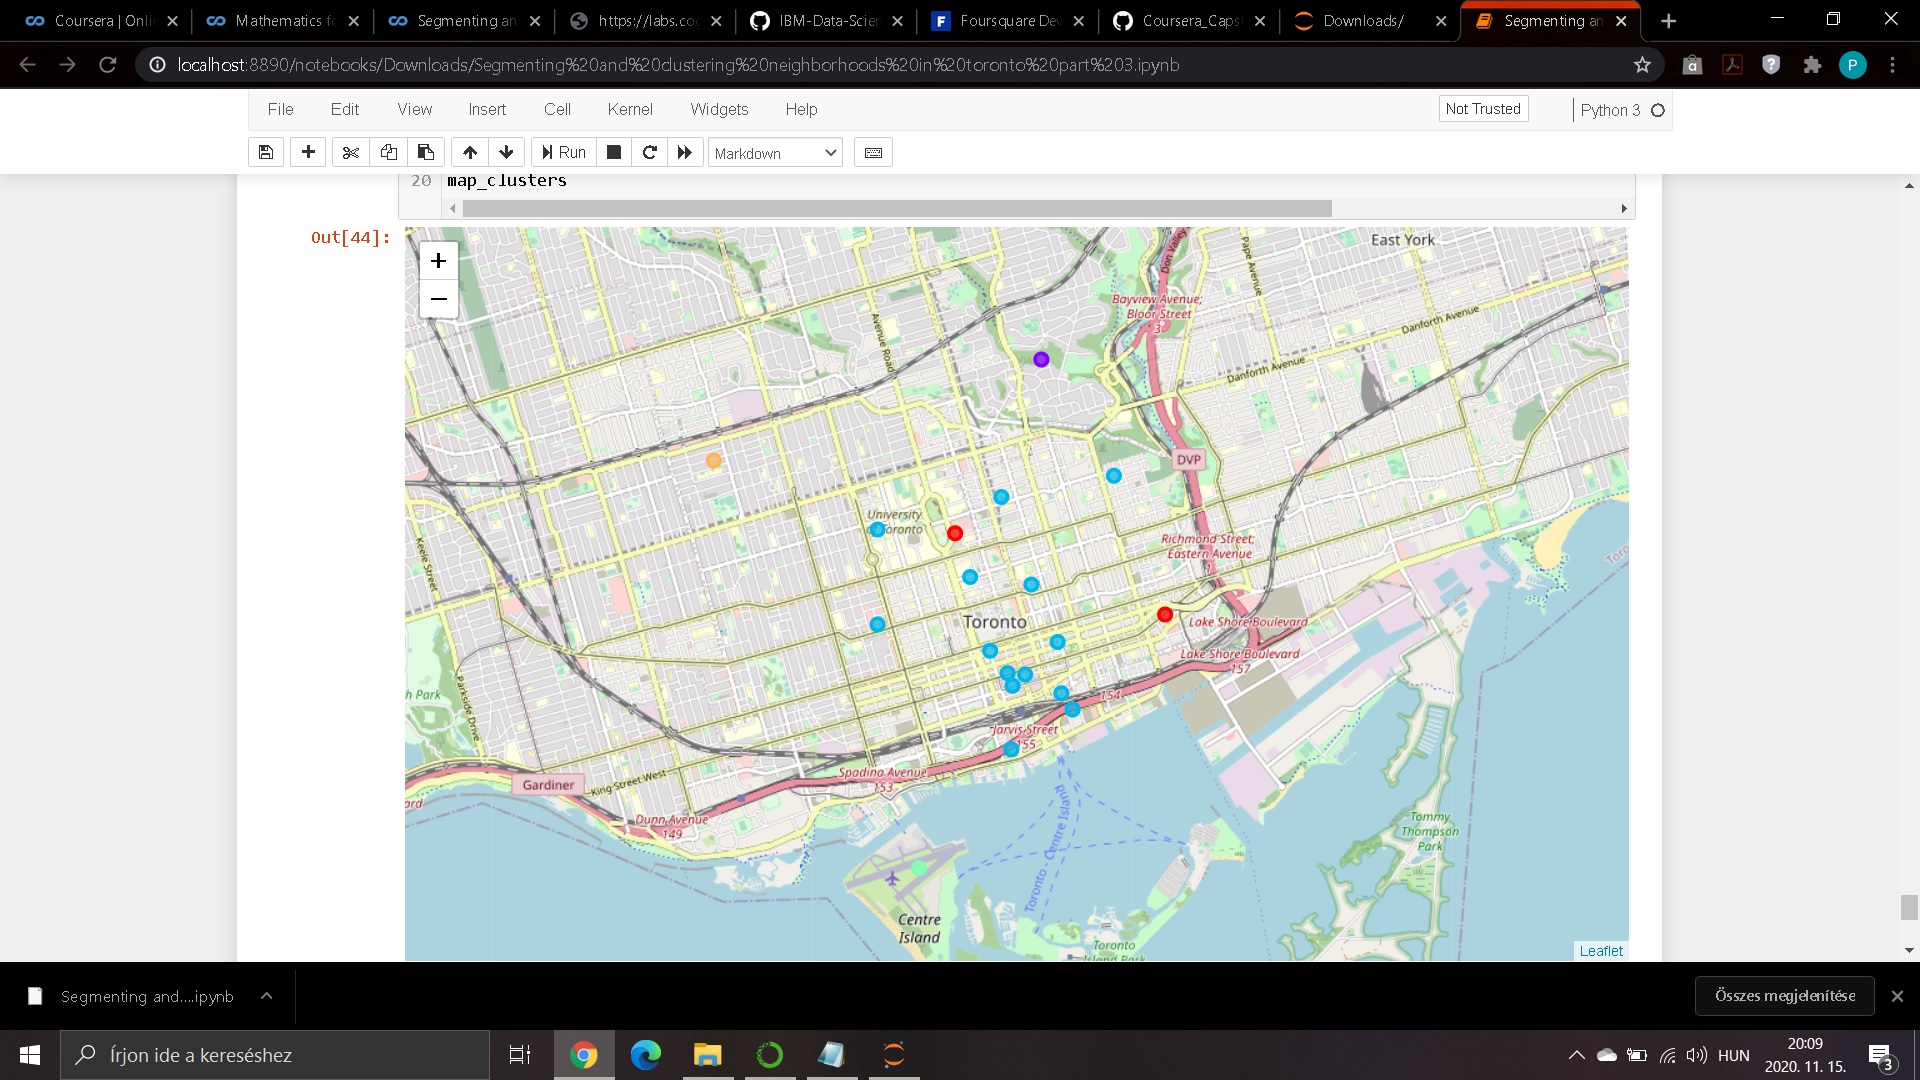 Coursera | Onli
Mathematics fo
Segmenting an
https://labs.co
IBM-Data-Scien
Foursquare Dev
Coursera_Capst
Downloads/
Segmenting an
localhost:8890/notebooks/Downloads/Segmenting%20and%20clustering%20neighborhoods%20in%20toronto%20part%203.ipynb
P
File Edit View Insert Cell Kernel Widgets Help
Not Trusted
Python 3
Run
Markdown
20 map_clusters
Out[44]:
+
−
East York
Don Valley
Pape Avenue
Bayview Avenue;
Bloor Street
3
Avenue Road
Danforth Avenue
Danforth Avenue
DVP
University
Toronto
Richmond Street;
Eastern Avenue
1
Keele Street
Toronto
Lake Shore Boulevard
Lake Shore Boulevard
157
h Park
Parkside Drive
154
Jarvis Street
155
Spadina Avenue
153
Gardiner
King Street West
ard
Dunn Avenue
149
Toronto - Centre Island
Tommy
Thompson
Park
Centre
Island
Toronto
Island Park
Leaflet
Segmenting and....ipynb
Összes megjelenítése
Írjon ide a kereséshez
HUN
20:09
2020. 11. 15.
3